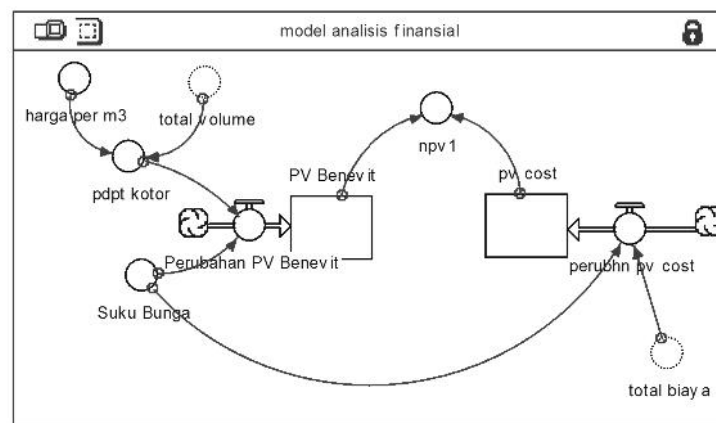 model analisis finansial
harga per m3
total volume
npv 1
PV Benevit
pv cost
pdpt kotor
Perubahan PV Benevit
perubhn pv cost
Suku Bunga
total biaya